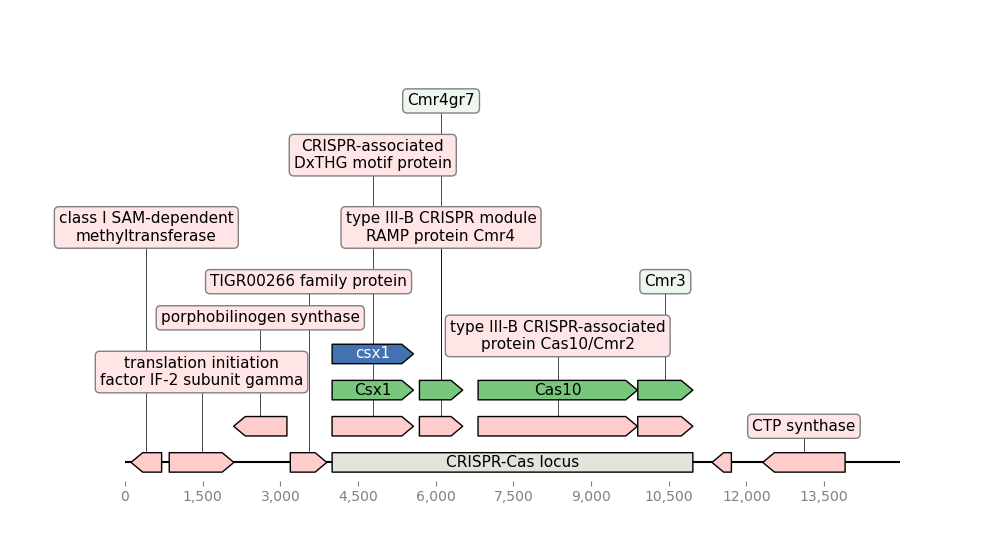 Cmr4gr7
CRISPR-associated
DxTHG motif protein
class I SAM-dependent
methyltransferase
type III-B CRISPR module
RAMP protein Cmr4
TIGR00266 family protein
Cmr3
porphobilinogen synthase
type III-B CRISPR-associated
protein Cas10/Cmr2
csx1
translation initiation
factor IF-2 subunit gamma
Csx1
Cas10
CTP synthase
CRISPR-Cas locus
0 1,500 3,000 4,500 6,000 7,500 9,000 10,500 12,000 13,500